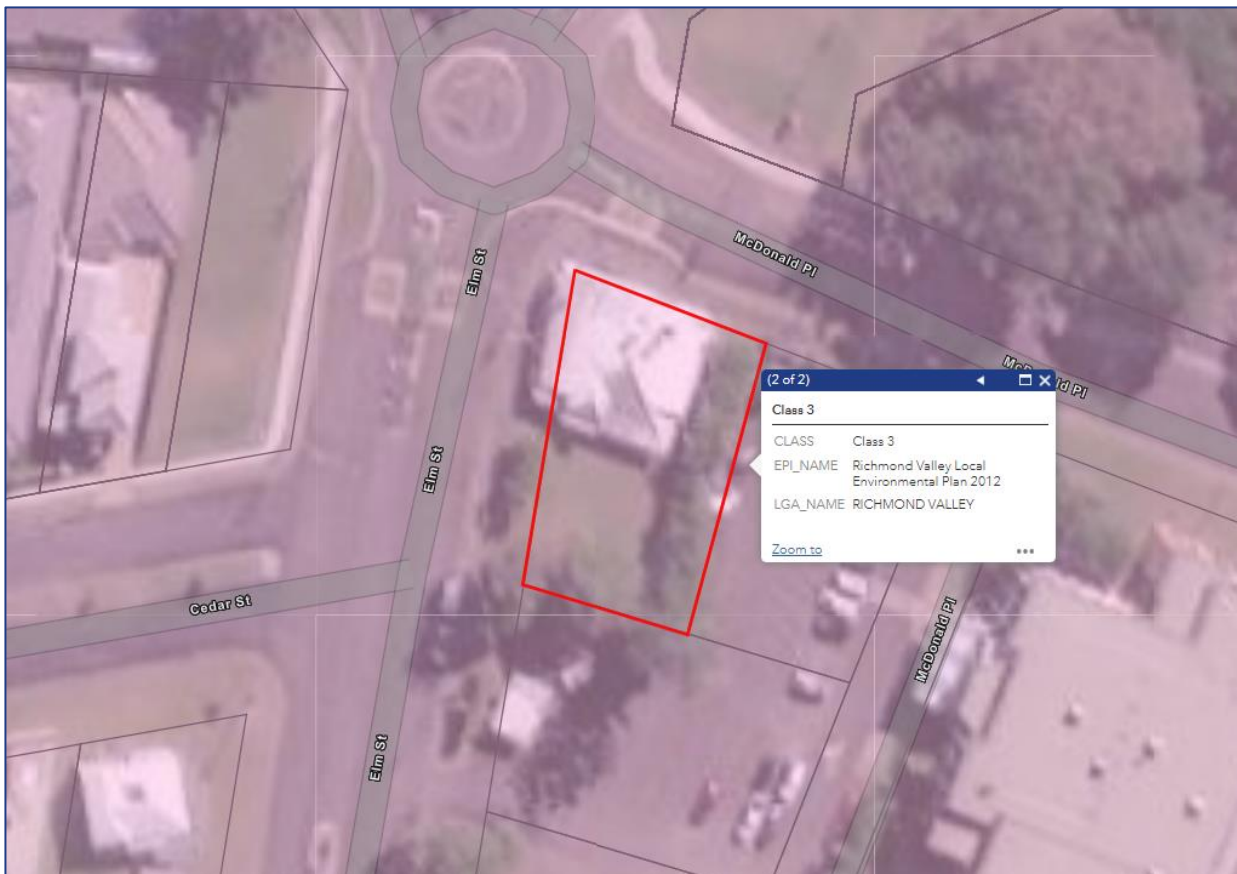 Elm St
McDonald Pl
McDonald Pl
(2 of 2)
Class 3
CLASS Class 3
EPI_NAME Richmond Valley Local
Environmental Plan 2012
LGA_NAME RICHMOND VALLEY
Zoom to
Elm St
Cedar St
McDonald Pl
Elm St